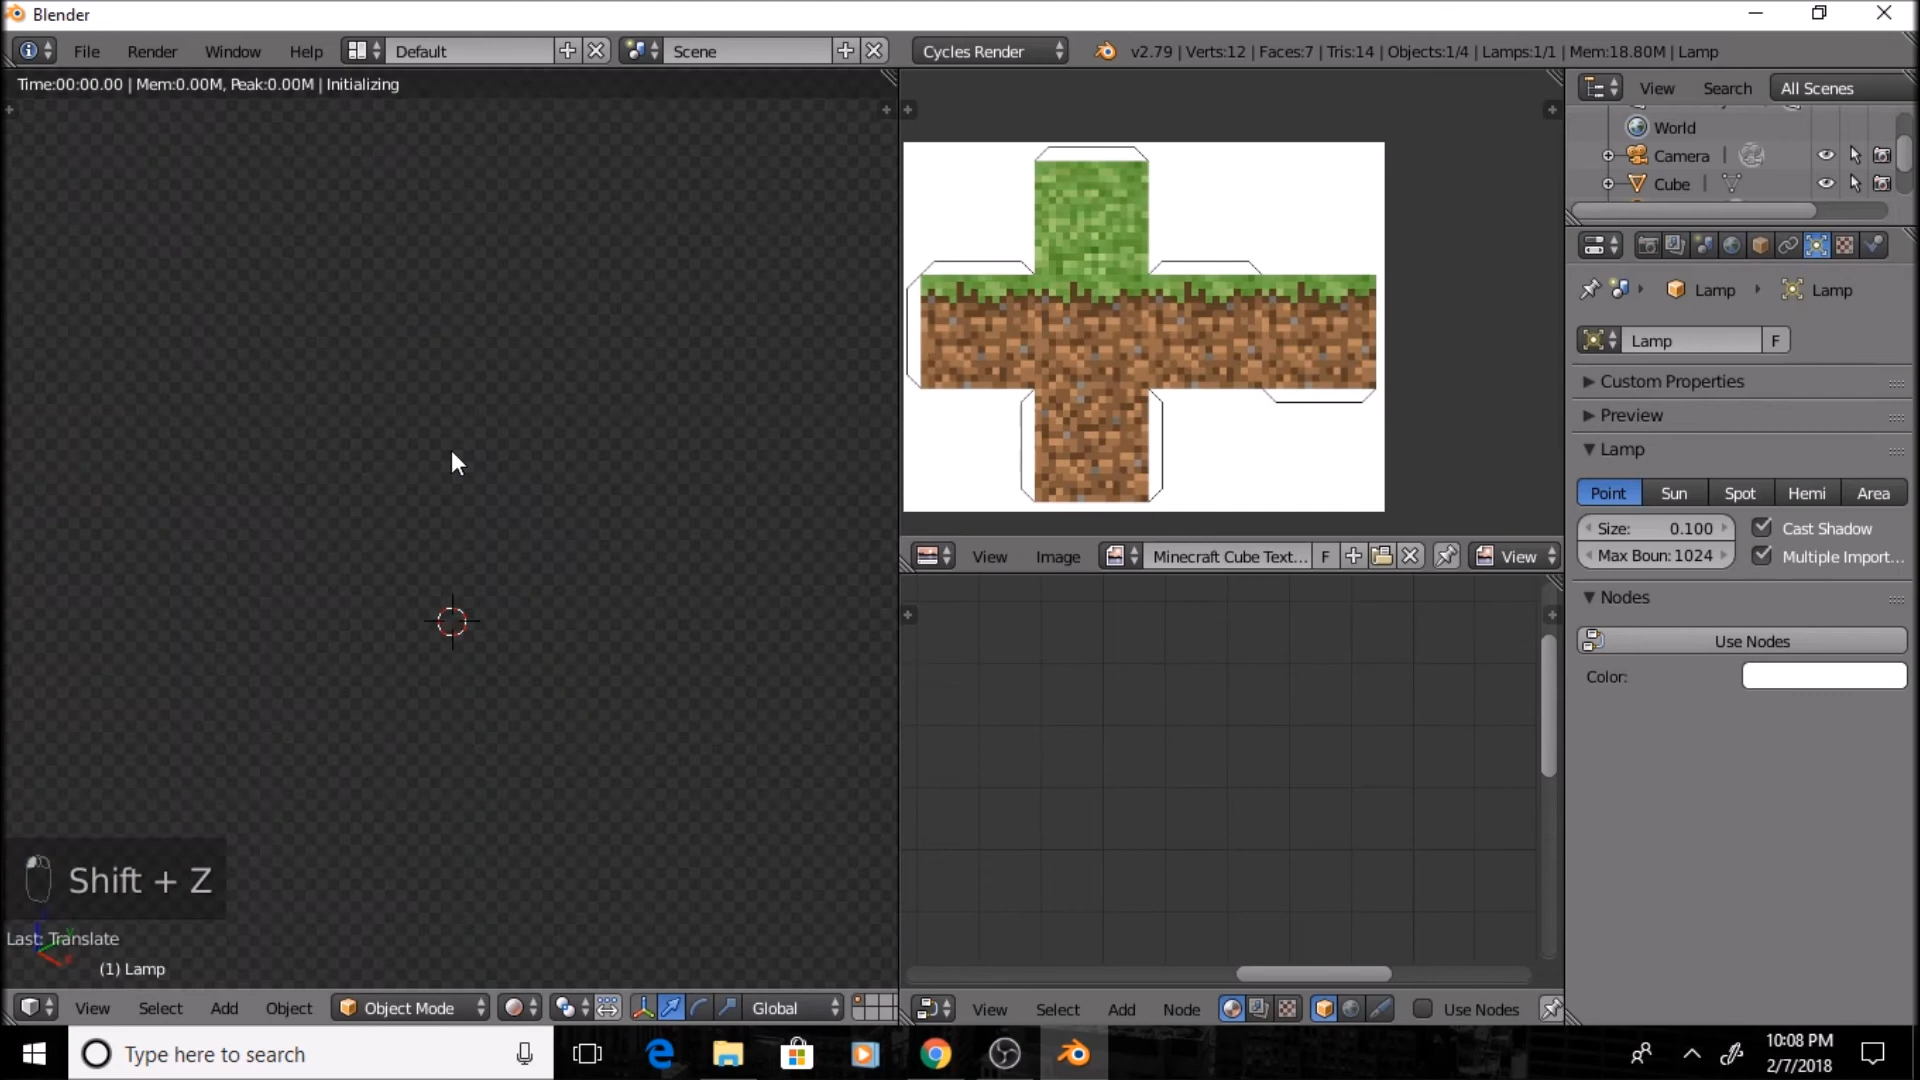 Blender
File Render Window Help Default Scene Cycles Render v2.79 | Verts:12 | Faces:7 | Tris:14 | Objects:1/4 | Lamps:1/1 | Mem:18.80M | Lamp
Time:00:00.00 | Mem:0.00M, Peak:0.00M | Initializing
View Search All Scenes
World
Camera
Cube
Lamp Lamp
Lamp F
Custom Properties
Preview
Lamp
Point Sun Spot Hemi Area
Size: 0.100 Cast Shadow
Max Boun: 1024 Multiple Import...
Nodes
Use Nodes
Color:
View Image Minecraft Cube Text... F View
Shift + Z
Last: Translate
(1) Lamp
View Select Add Object Object Mode Global
View Select Add Node Use Nodes
Type here to search
10:08 PM
2/7/2018